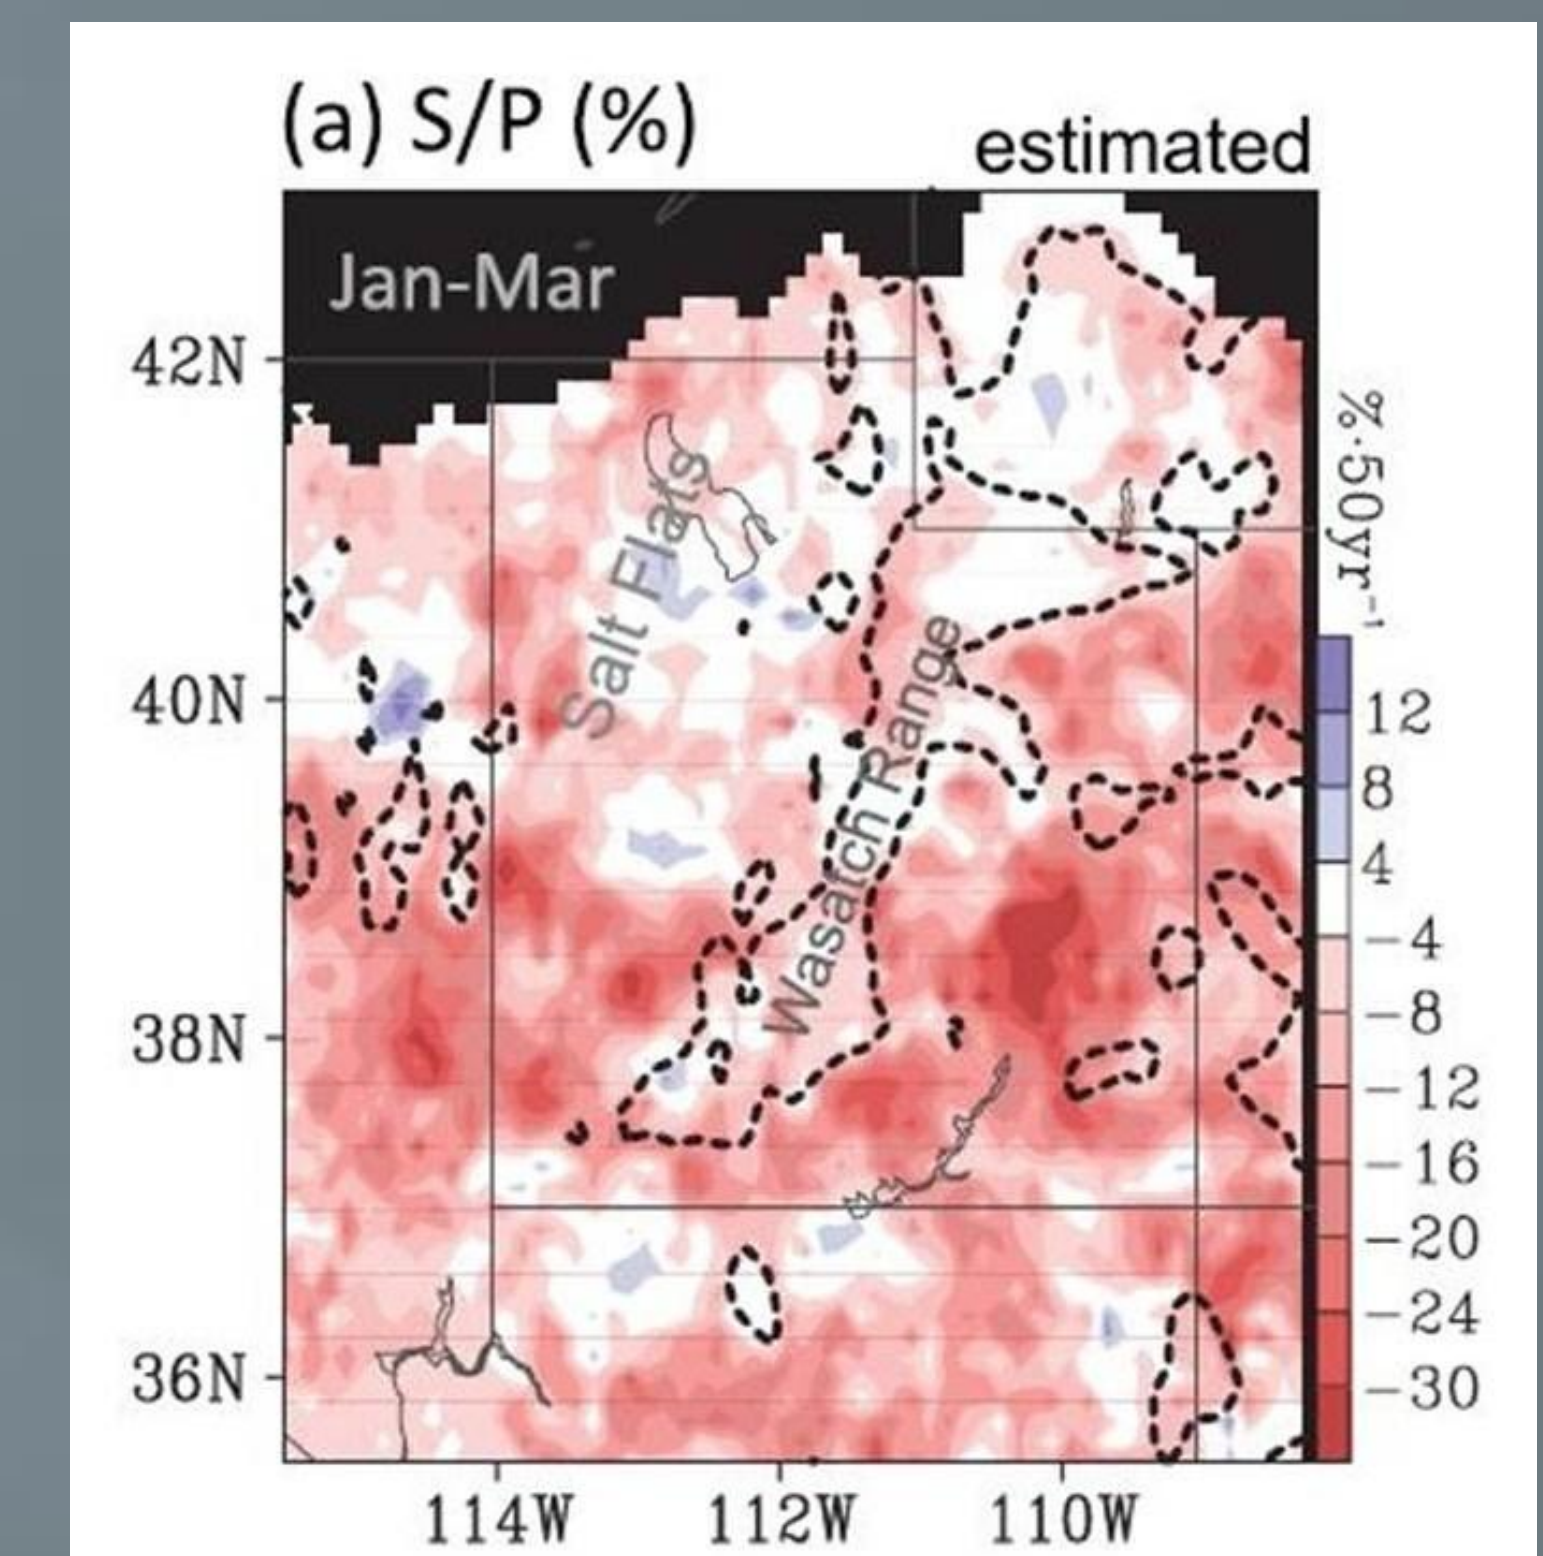 (a) S/P (%)
estimated
Jan-Mar
42N
40N
38N
36N
Salt Flats
Wasatch Range
%·50yr⁻¹
12
8
4
−4
−8
−12
−16
−20
−24
−30
114W
112W
110W